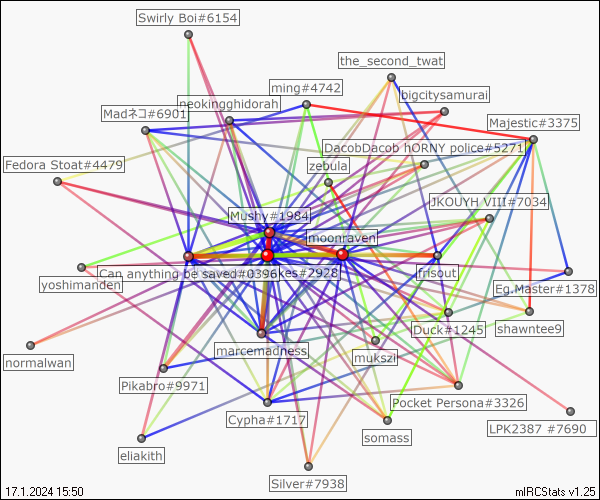 Swirly Boi#6154
the_second_twat
ming#4742
bigcitysamurai
neokingghidorah
Madネコ#6901
Majestic#3375
DacobDacob hORNY police#5271
Fedora Stoat#4479
zebula
JKOUYH VIII#7034
Mushy#1984
moonraven
Can anything be saved#0396
kes#2928
frisout
yoshimanden
Eg.Master#1378
shawntee9
Duck#1245
marcemadness
mukszi
normalwan
Pikabro#9971
Pocket Persona#3326
Cypha#1717
LPK2387 #7690
somass
eliakith
Silver#7938
17.1.2024 15:50
mIRCStats v1.25